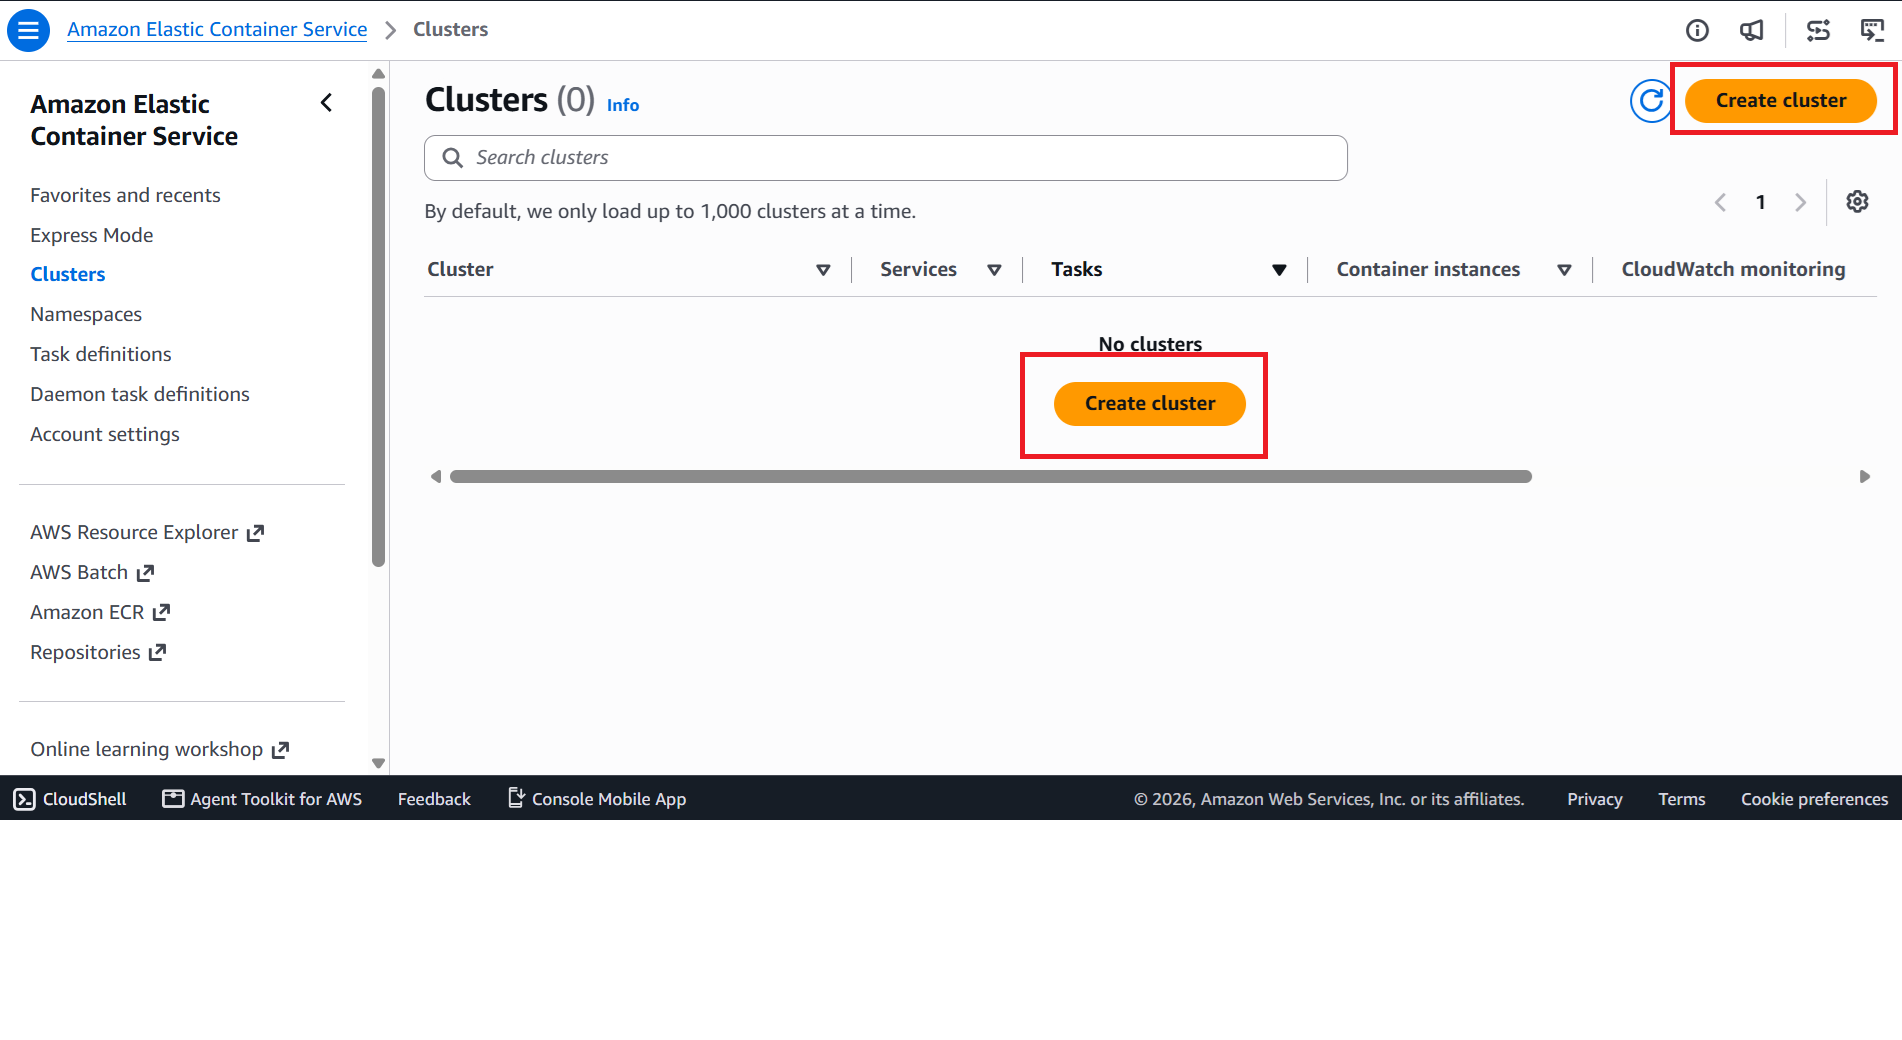 Amazon Elastic Container Service > Clusters
Amazon Elastic
Container Service
Favorites and recents
Express Mode
Clusters
Namespaces
Task definitions
Daemon task definitions
Account settings
AWS Resource Explorer
AWS Batch
Amazon ECR
Repositories
Online learning workshop
Clusters (0) Info
Create cluster
Search clusters
By default, we only load up to 1,000 clusters at a time.
1
Cluster Services Tasks Container instances CloudWatch monitoring
No clusters
Create cluster
CloudShell Agent Toolkit for AWS Feedback Console Mobile App © 2026, Amazon Web Services, Inc. or its affiliates. Privacy Terms Cookie preferences